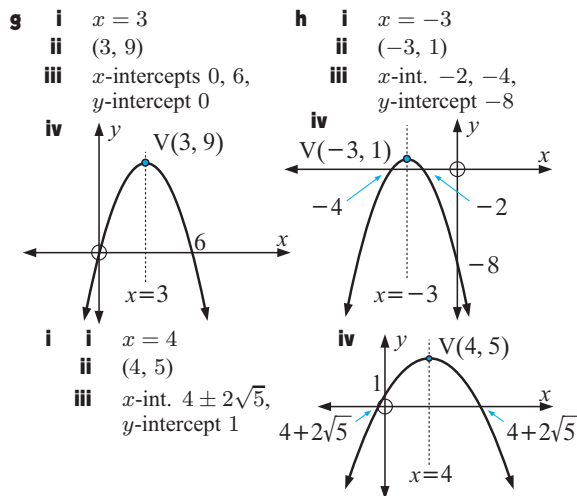 g i x = 3
ii (3, 9)
iii x-intercepts 0, 6,
y-intercept 0
iv
y
V(3, 9)
6
x
x=3
h i x = −3
ii (−3, 1)
iii x-int. −2, −4,
y-intercept −8
iv
y
V(−3, 1)
x
−4
−2
−8
x=−3
i i x = 4
ii (4, 5)
iii x-int. 4 ± 2√5,
y-intercept 1
iv
y
V(4, 5)
1
x
4+2√5
4+2√5
x=4